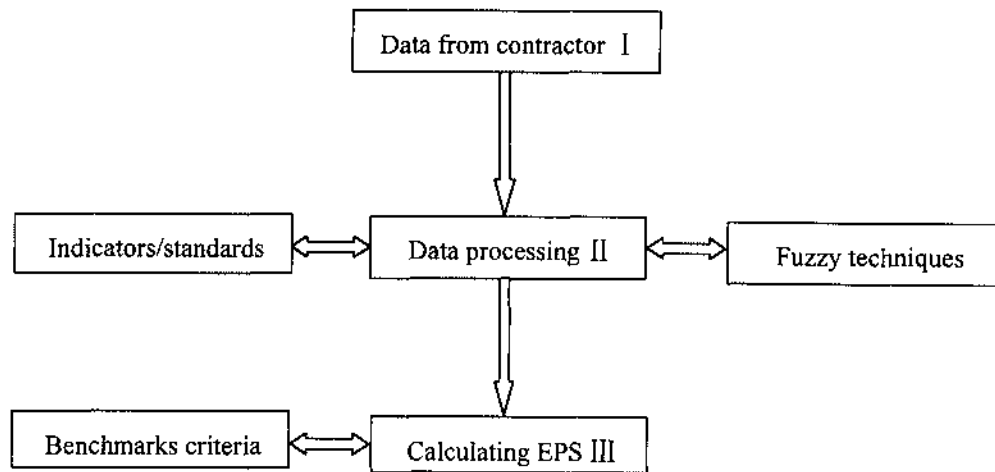 Data from contractor Ⅰ
Indicators/standards
Data processing Ⅱ
Fuzzy techniques
Benchmarks criteria
Calculating EPS Ⅲ